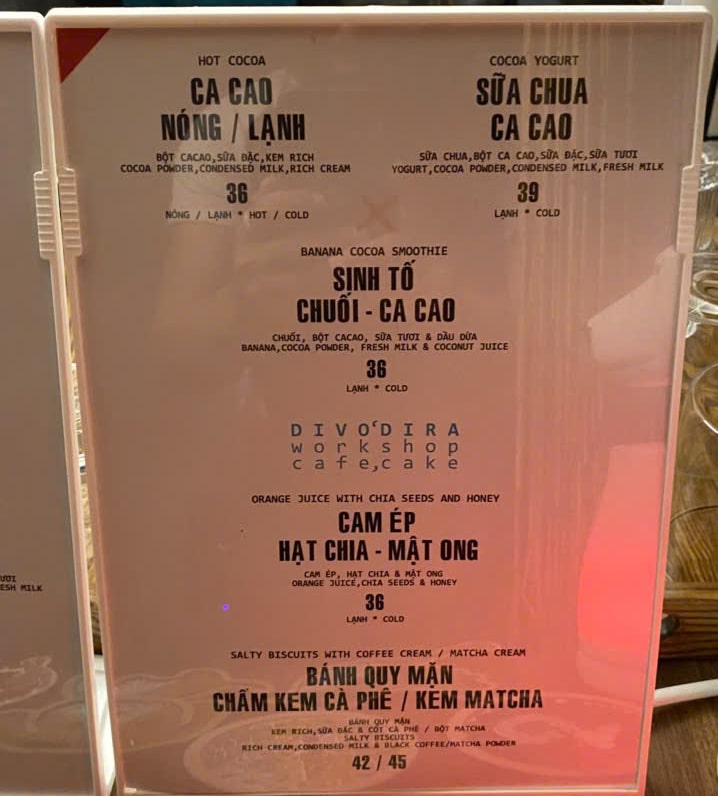 HOT COCOA
CA CAO
NÓNG / LẠNH
BỘT CACAO,SỮA ĐẶC,KEM RICH
COCOA POWDER,CONDENSED MILK,RICH CREAM
36
NÓNG / LẠNH * HOT / COLD
COCOA YOGURT
SỮA CHUA
CA CAO
SỮA CHUA,BỘT CA CAO,SỮA ĐẶC,SỮA TƯƠI
YOGURT,COCOA POWDER,CONDENSED MILK,FRESH MILK
39
LẠNH * COLD
BANANA COCOA SMOOTHIE
SINH TỐ
CHUỐI - CA CAO
CHUỐI, BỘT CACAO, SỮA TƯƠI & DẦU DỪA
BANANA,COCOA POWDER, FRESH MILK & COCONUT JUICE
36
LẠNH * COLD
DIVO'DIRA
workshop
cafe,cake
ORANGE JUICE WITH CHIA SEEDS AND HONEY
CAM ÉP
HẠT CHIA - MẬT ONG
CAM ÉP, HẠT CHIA & MẬT ONG
ORANGE JUICE,CHIA SEEDS & HONEY
36
LẠNH * COLD
SALTY BISCUITS WITH COFFEE CREAM / MATCHA CREAM
BÁNH QUY MẶN
CHẤM KEM CÀ PHÊ / KEM MATCHA
BÁNH QUY MẶN
KEM RICH,SỮA ĐẶC & CỐT CÀ PHÊ / BỘT MATCHA
SALTY BISCUITS
RICH CREAM,CONDENSED MILK & BLACK COFFEE/MATCHA POWDER
42 / 45
MILK